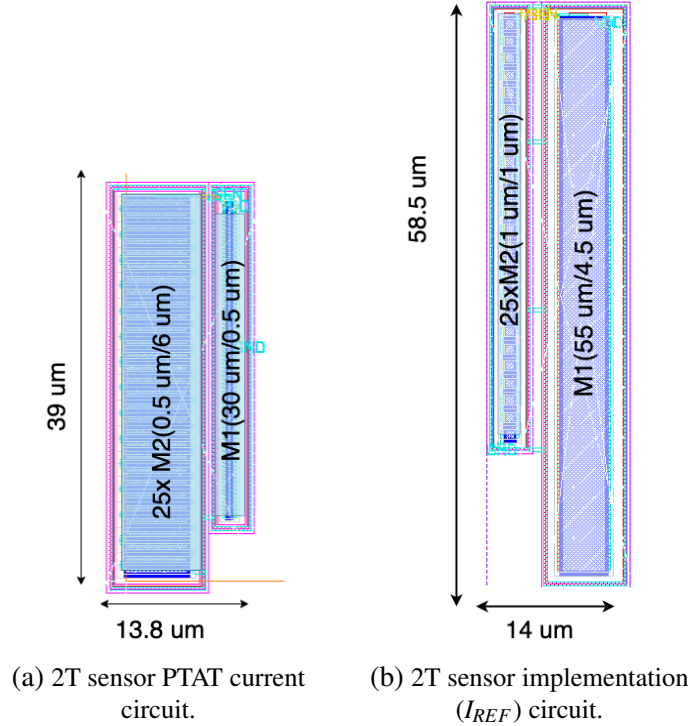 39 um
25x M2(0.5 um/6 um)
M1(30 um/0.5 um)
13.8 um
58.5 um
25xM2(1 um/1 um)
M1(55 um/4.5 um)
14 um
(a) 2T sensor PTAT current
circuit.
(b) 2T sensor implementation
(I_REF) circuit.